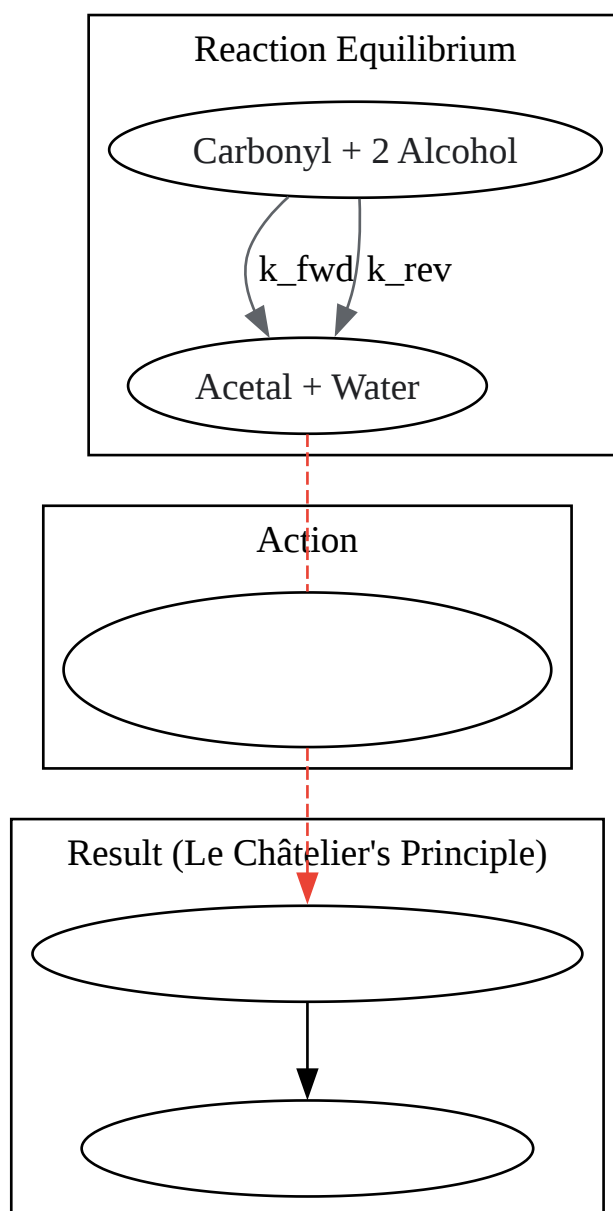 Reaction Equilibrium
Carbonyl + 2 Alcohol
k_fwd
k_rev
Acetal + Water
Action
Result (Le Châtelier's Principle)